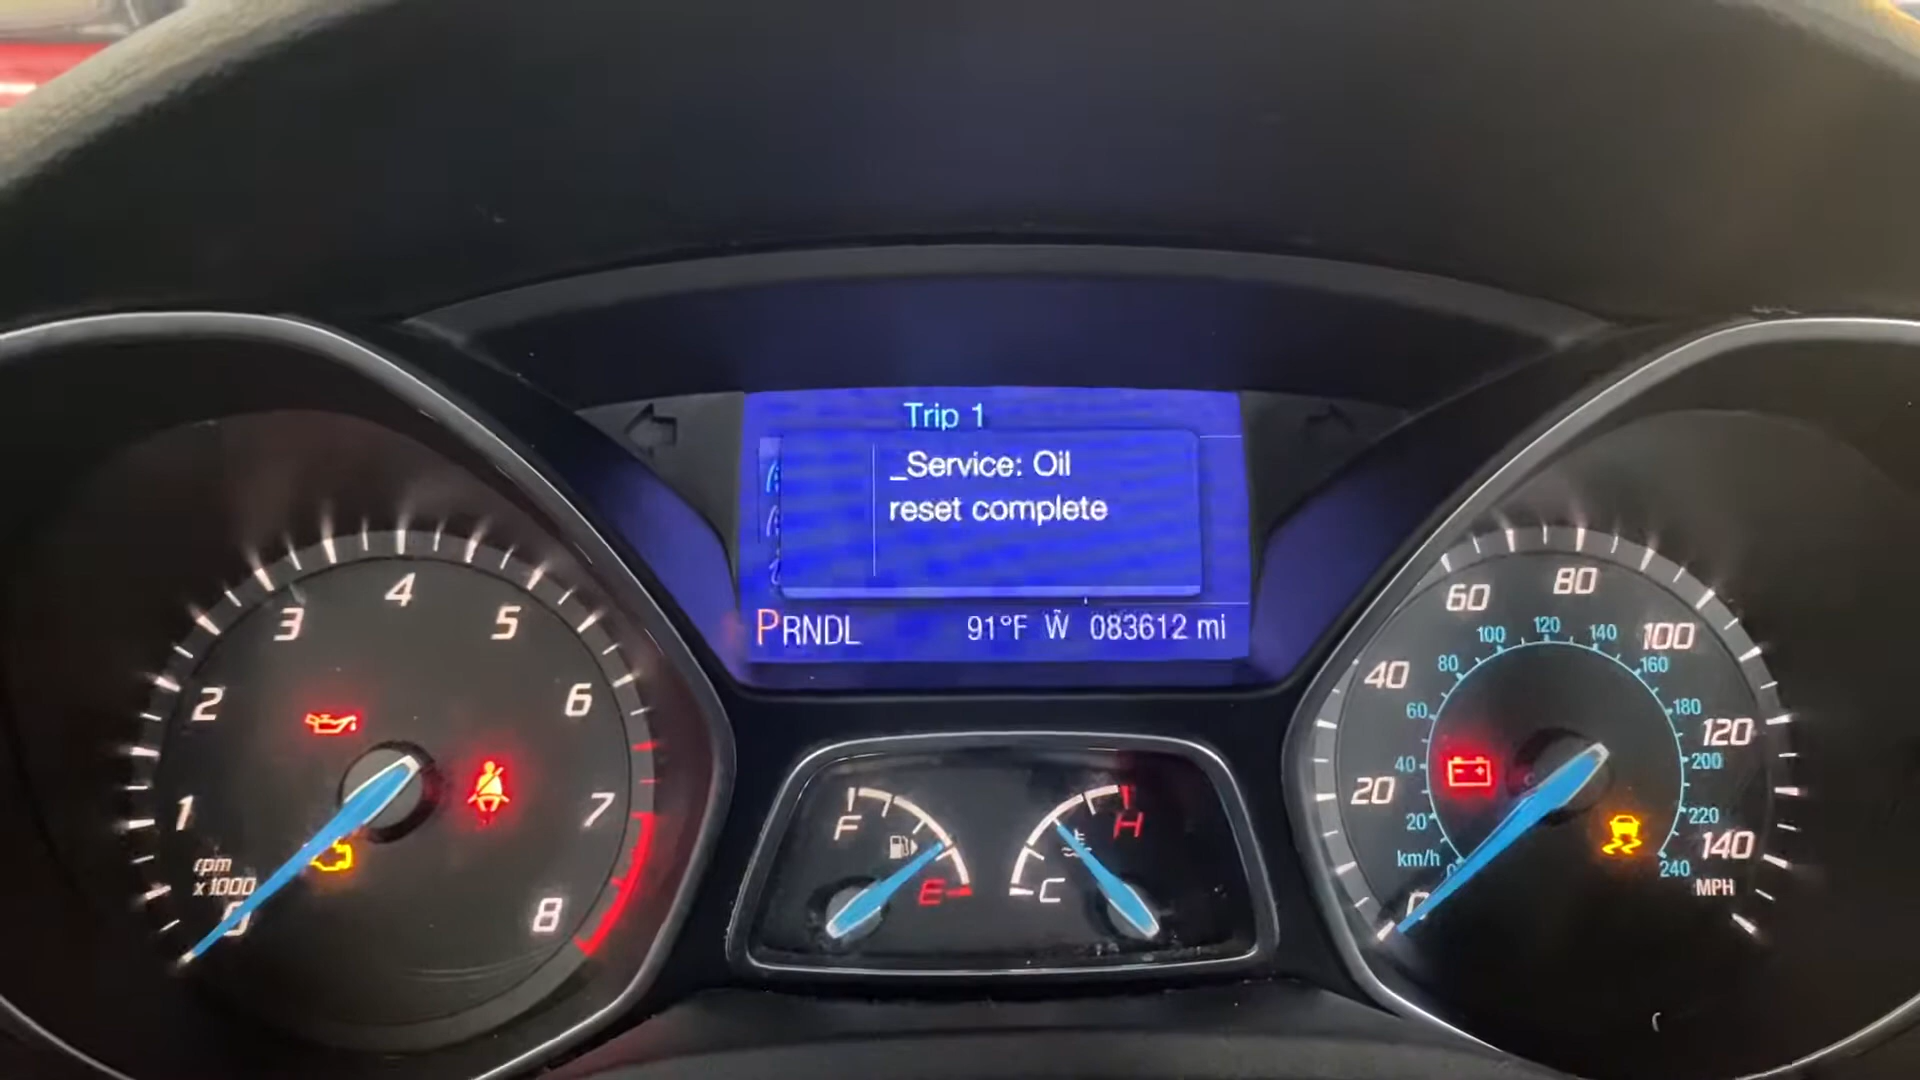 Trip 1
_Service: Oil
reset complete
PRNDL 91°F W 083612 mi
0 1 2 3 4 5 6 7 8
rpm
x1000
F E
C H
0 20 40 60 80 100 120 140
MPH
20 40 60 80 100 120 140 160 180 200 220 240
km/h